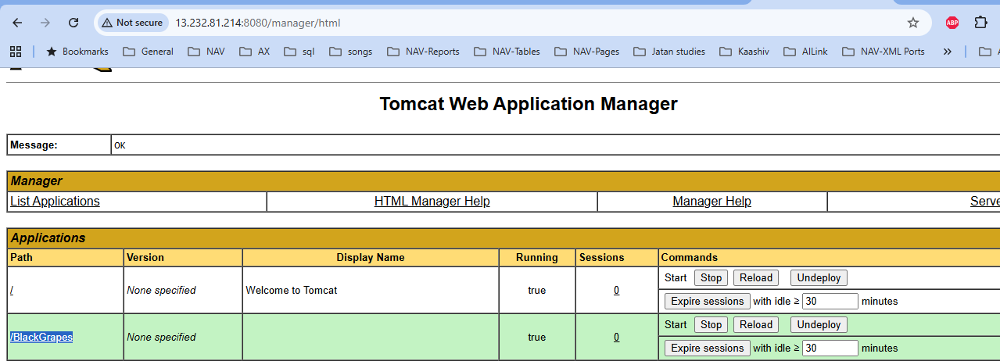 Not secure 13.232.81.214:8080/manager/html ABP
Bookmarks General NAV AX sql songs NAV-Reports NAV-Tables NAV-Pages Jatan studies Kaashiv AILink NAV-XML Ports »
Tomcat Web Application Manager
Message: OK
Manager
List Applications HTML Manager Help Manager Help Serve
Applications
Path Version Display Name Running Sessions Commands
/ None specified Welcome to Tomcat true 0 Start Stop Reload Undeploy
Expire sessions with idle ≥ 30 minutes
/BlackGrapes None specified true 0 Start Stop Reload Undeploy
Expire sessions with idle ≥ 30 minutes